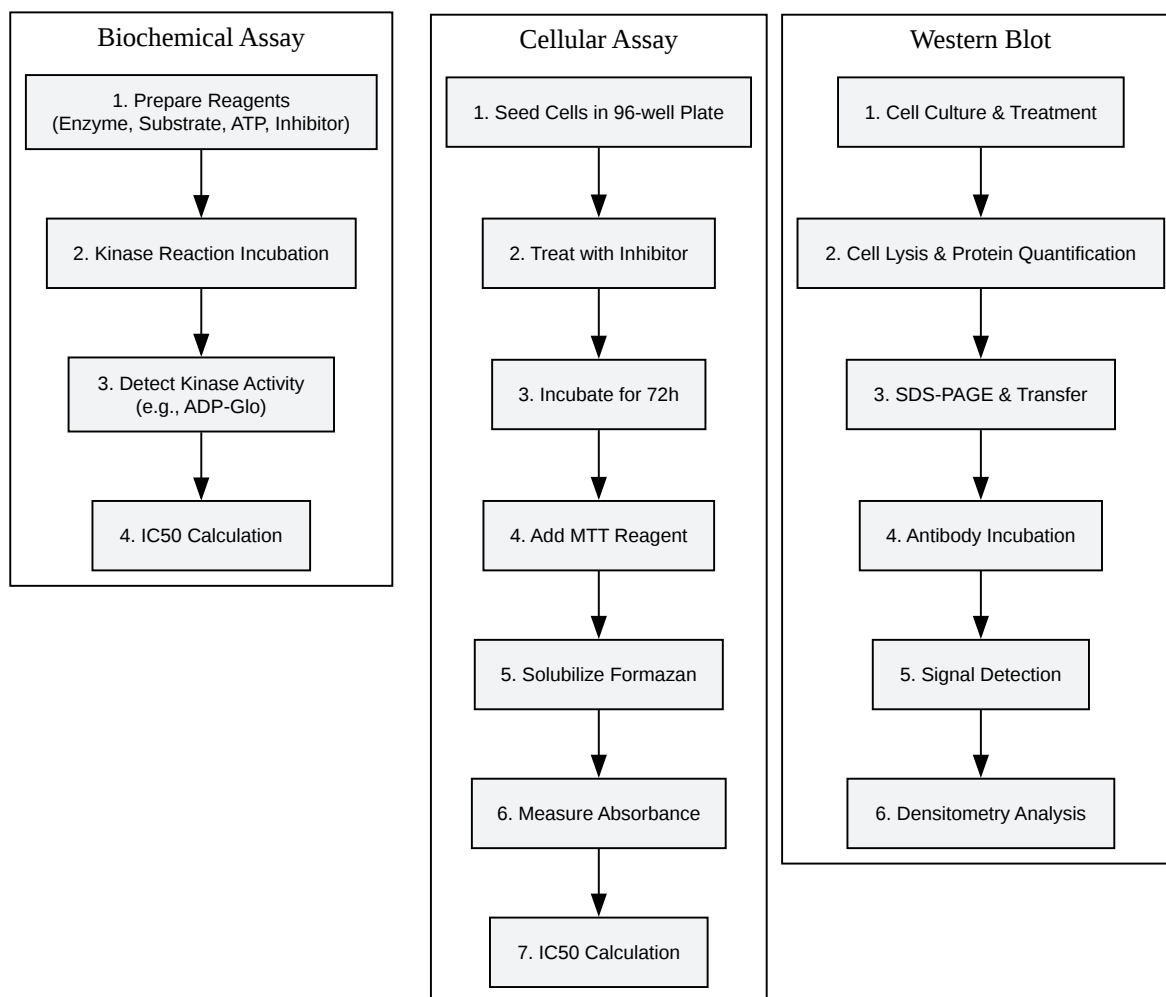 Biochemical Assay
1. Prepare Reagents
(Enzyme, Substrate, ATP, Inhibitor)
2. Kinase Reaction Incubation
3. Detect Kinase Activity
(e.g., ADP-Glo)
4. IC50 Calculation
Cellular Assay
1. Seed Cells in 96-well Plate
2. Treat with Inhibitor
3. Incubate for 72h
4. Add MTT Reagent
5. Solubilize Formazan
6. Measure Absorbance
7. IC50 Calculation
Western Blot
1. Cell Culture & Treatment
2. Cell Lysis & Protein Quantification
3. SDS-PAGE & Transfer
4. Antibody Incubation
5. Signal Detection
6. Densitometry Analysis